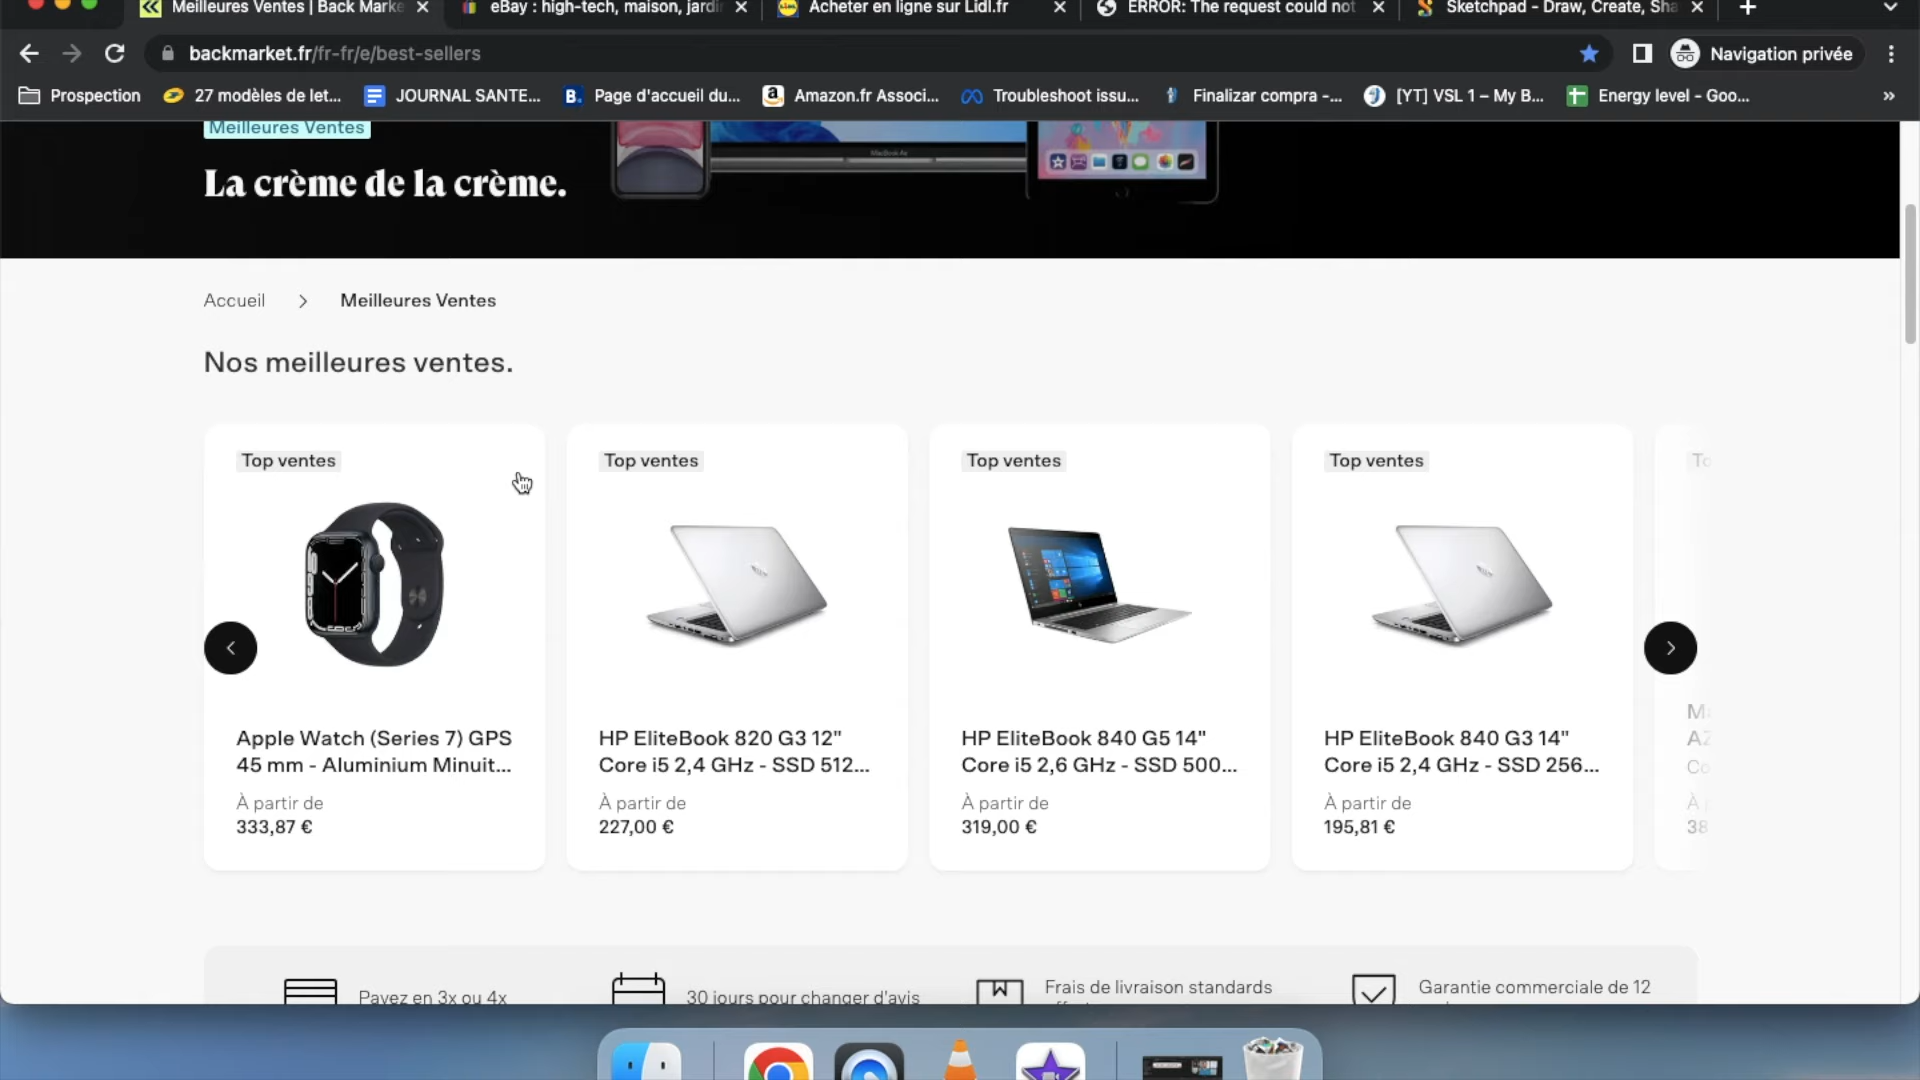 Meilleures Ventes | Back Marke
eBay : high-tech, maison, jardi
Acheter en ligne sur Lidl.fr
ERROR: The request could not
Sketchpad - Draw, Create, Sha
backmarket.fr/fr-fr/e/best-sellers
Navigation privée
Prospection
27 modèles de let...
JOURNAL SANTE...
Page d'accueil du...
Amazon.fr Associ...
Troubleshoot issu...
Finalizar compra -...
[YT] VSL 1 – My B...
Energy level - Goo...
Meilleures Ventes
La crème de la crème.
MacBook Air
Accueil > Meilleures Ventes
Nos meilleures ventes.
Top ventes
Apple Watch (Series 7) GPS
45 mm - Aluminium Minuit...
À partir de
333,87 €
Top ventes
HP EliteBook 820 G3 12"
Core i5 2,4 GHz - SSD 512...
À partir de
227,00 €
Top ventes
HP EliteBook 840 G5 14"
Core i5 2,6 GHz - SSD 500...
À partir de
319,00 €
Top ventes
HP EliteBook 840 G3 14"
Core i5 2,4 GHz - SSD 256...
À partir de
195,81 €
To
AZ
Co
À
38
Payez en 3x ou 4x
30 jours pour changer d'avis
Frais de livraison standards
Garantie commerciale de 12